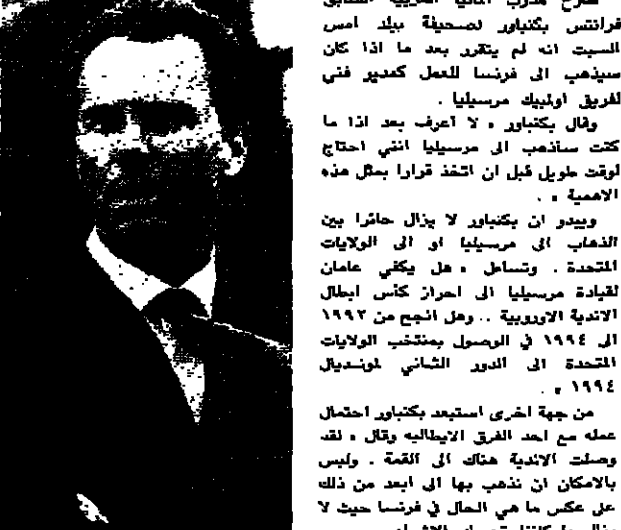 صرح مدرب المانيا الغربية السابق
فرانتس بكنباور لصحيفة بيلد امس
السبت انه لم يتقرر بعد ما اذا كان
سيذهب الى فرنسا للعمل كمدير فني
لفريق اولمبيك مرسيليا .
وقال بكنباور « لا اعرف بعد اذا ما
كنت ساذهب الى مرسيليا انني احتاج
لوقت طويل قبل ان اتخذ قرارا بمثل هذه
الاهمية » .
ويبدو ان بكنباور لا يزال حائرا بين
الذهاب الى مرسيليا او الى الولايات
المتحدة . وتساءل « هل يكفي عامان
لقيادة مرسيليا الى احراز كأس ابطال
الاندية الاوروبية .. وهل انجح من ١٩٩٢
الى ١٩٩٤ في الوصول بمنتخب الولايات
المتحدة الى الدور الثاني لمونديال
١٩٩٤ » .
من جهة اخرى استبعد بكنباور احتمال
عمله مع احد الفرق الايطاليه وقال « لقد
وصلت الاندية هناك الى القمة . وليس
بالامكان ان نذهب بها الى ابعد من ذلك
على عكس ما هي الحال في فرنسا حيث لا